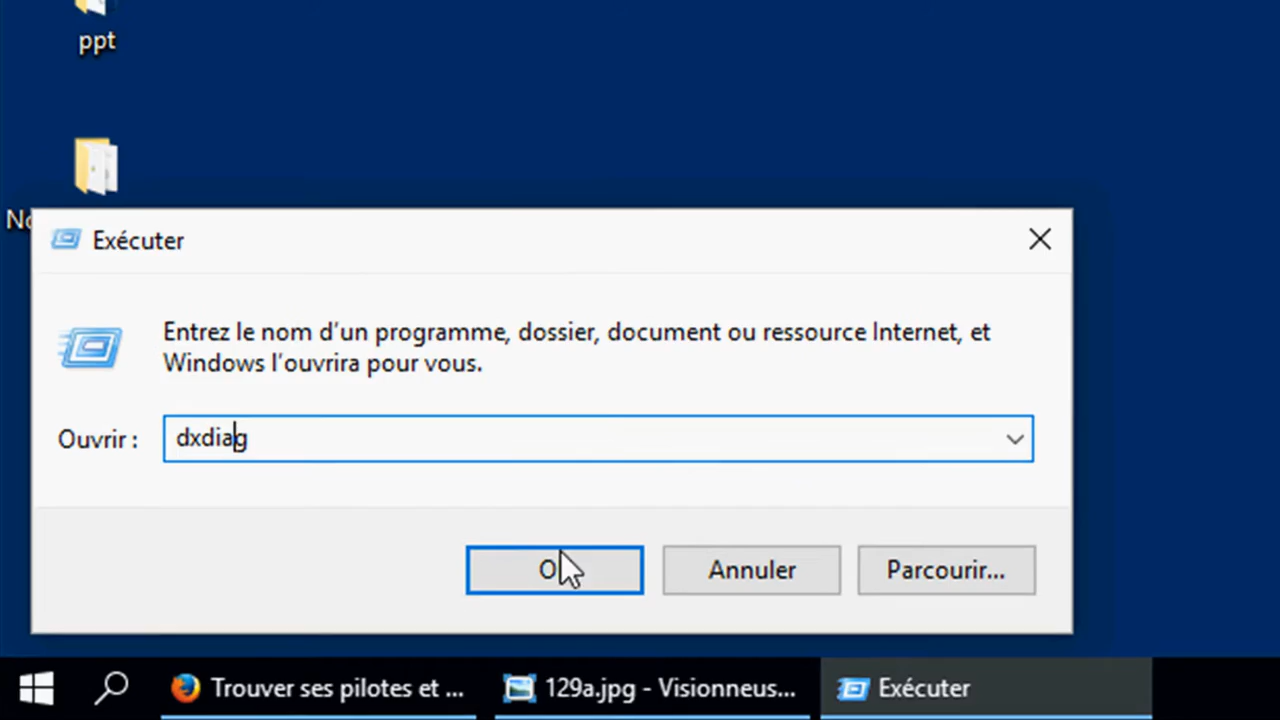 ppt
Exécuter
Entrez le nom d'un programme, dossier, document ou ressource Internet, et
Windows l'ouvrira pour vous.
Ouvrir : dxdiag
Annuler Parcourir...
Trouver ses pilotes et ... 129a.jpg - Visionneus... Exécuter